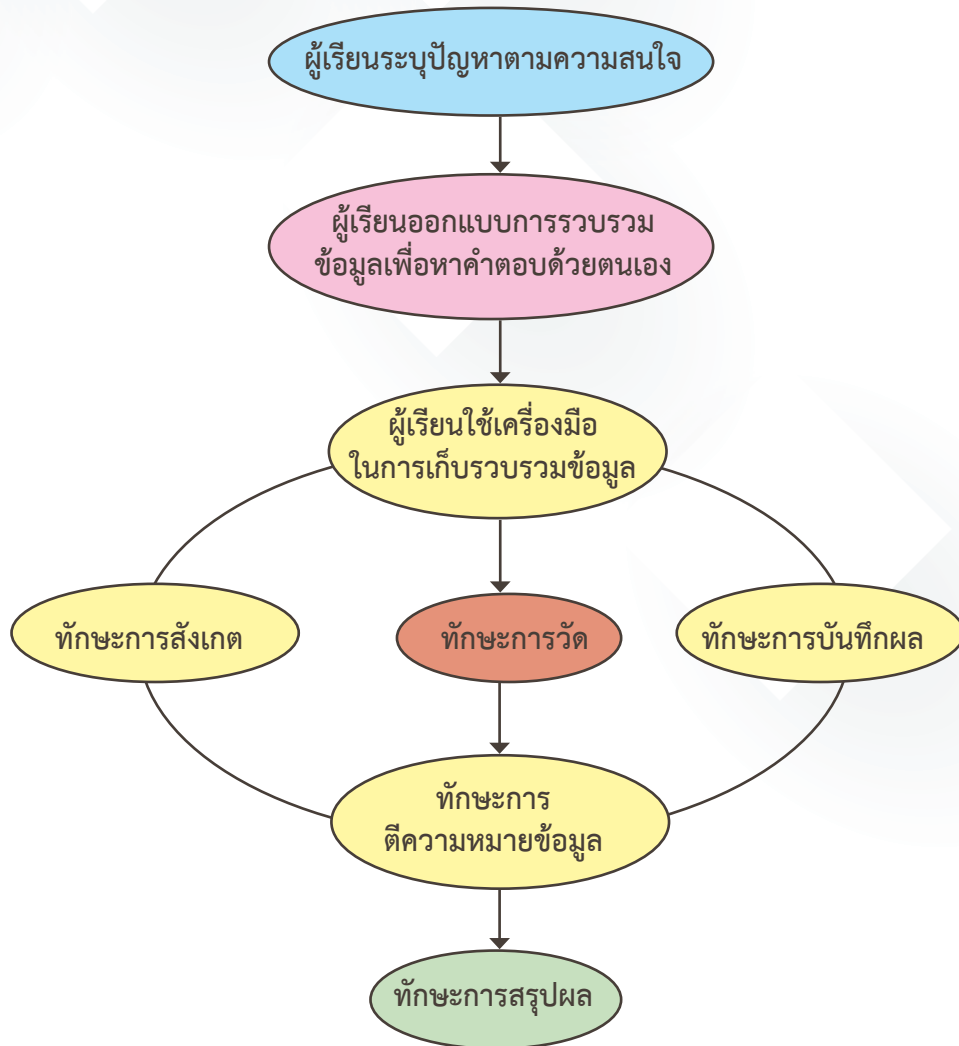 ผู้เรียนระบุปัญหาตามความสนใจ
ผู้เรียนออกแบบการรวบรวม
ข้อมูลเพื่อหาคำตอบด้วยตนเอง
ผู้เรียนใช้เครื่องมือ
ในการเก็บรวบรวมข้อมูล
ทักษะการสังเกต
ทักษะการวัด
ทักษะการบันทึกผล
ทักษะการ
ตีความหมายข้อมูล
ทักษะการสรุปผล